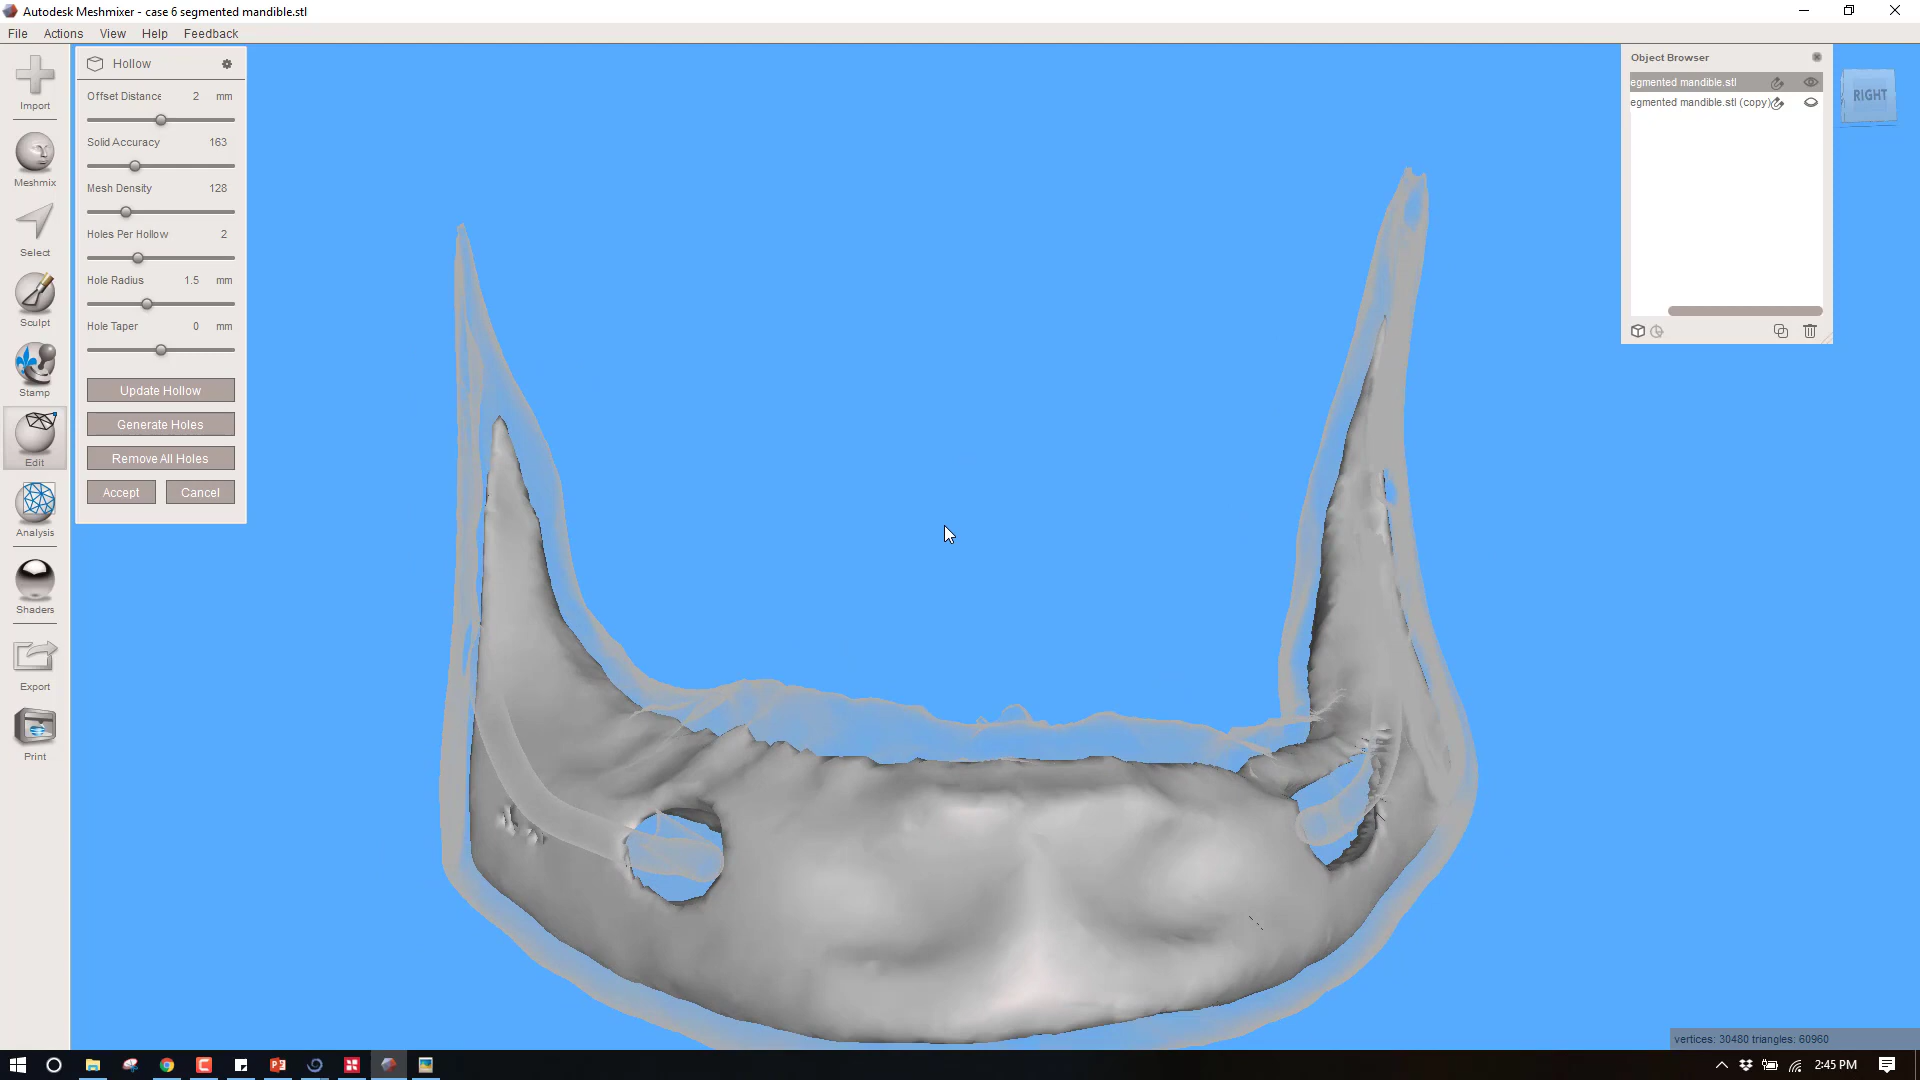 Autodesk Meshmixer - case 6 segmented mandible.stl
File Actions View Help Feedback
Import
Meshmix
Select
Sculpt
Stamp
Edit
Analysis
Shaders
Export
Print
Hollow
Offset Distance 2 mm
Solid Accuracy 163
Mesh Density 128
Holes Per Hollow 2
Hole Radius 1.5 mm
Hole Taper 0 mm
Update Hollow
Generate Holes
Remove All Holes
Accept Cancel
Object Browser
egmented mandible.stl
egmented mandible.stl (copy)
RIGHT
vertices: 30480 triangles: 60960
2:45 PM